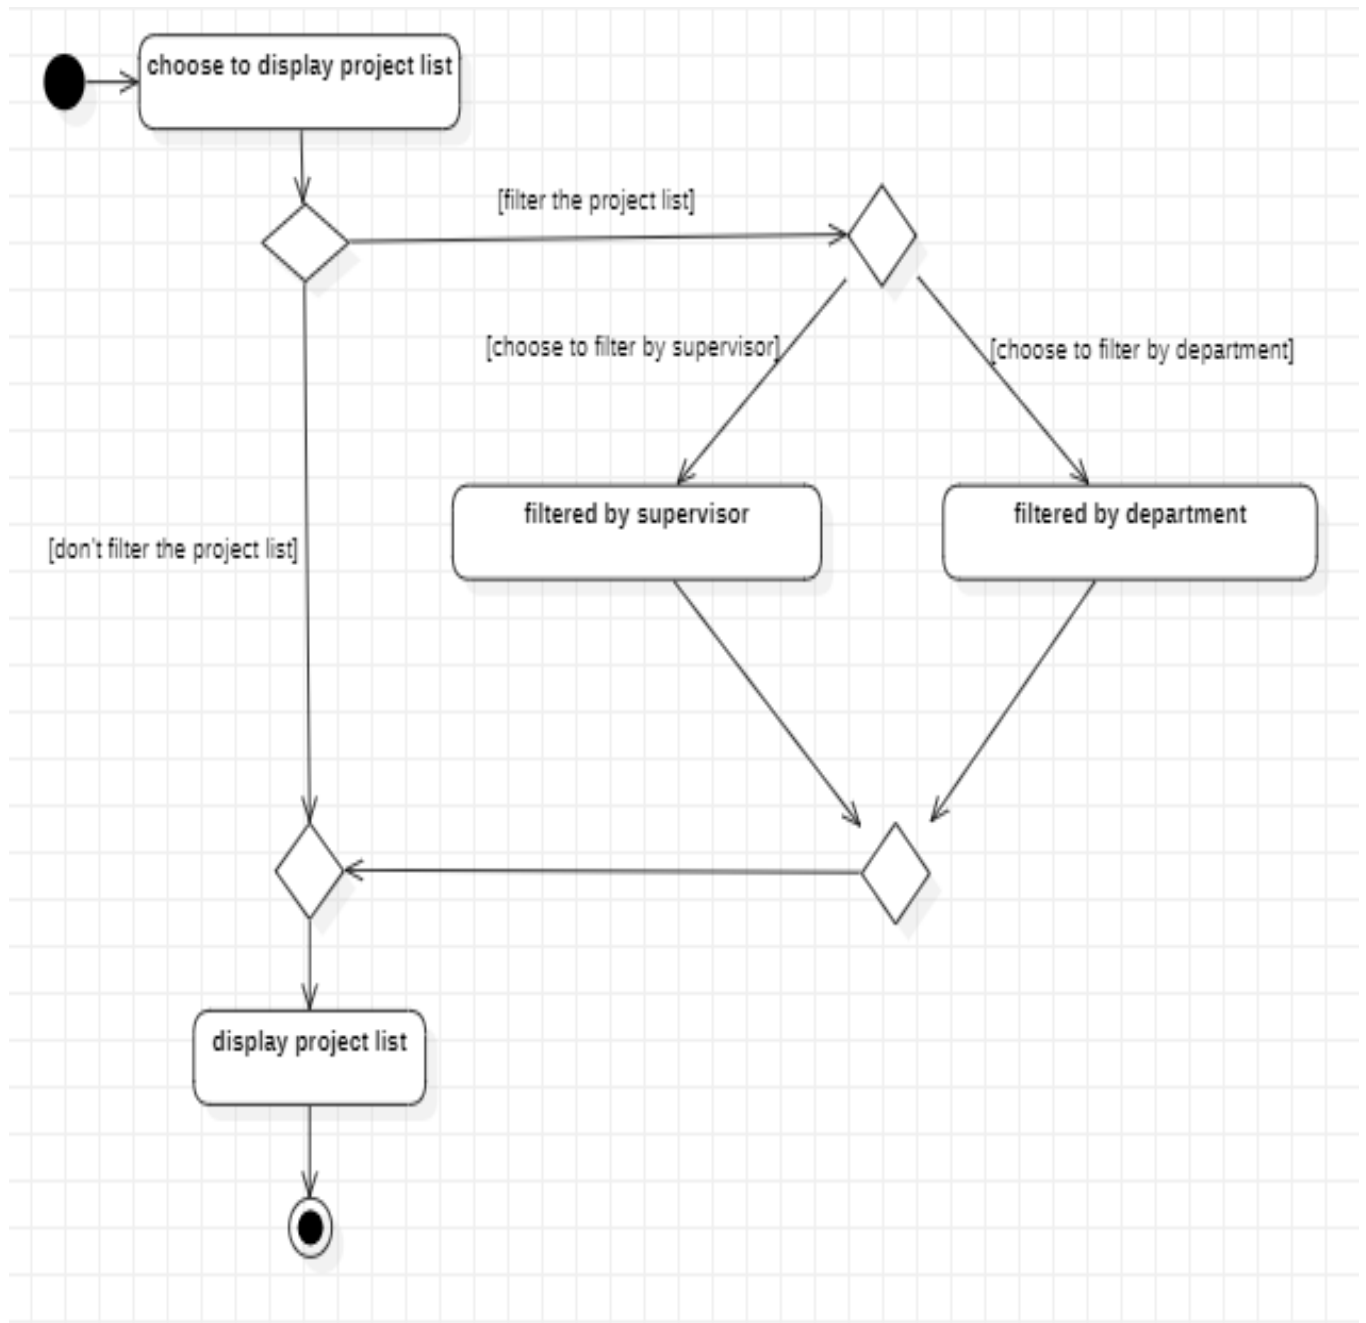 choose to display project list
[filter the project list]
[choose to filter by supervisor]
[choose to filter by department]
filtered by supervisor
filtered by department
[don't filter the project list]
display project list